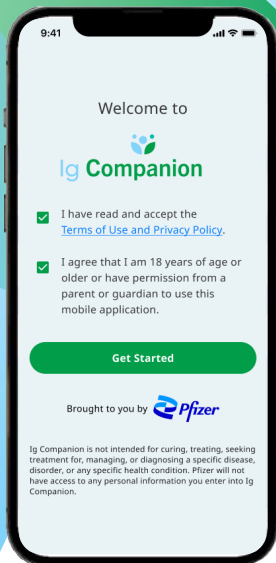 9:41
Welcome to
Ig Companion
I have read and accept the
Terms of Use and Privacy Policy.
I agree that I am 18 years of age or
older or have permission from a
parent or guardian to use this
mobile application.
Get Started
Brought to you by Pfizer
Ig Companion is not intended for curing, treating, seeking
treatment for, managing, or diagnosing a specific disease,
disorder, or any specific health condition. Pfizer will not
have access to any personal information you enter into Ig
Companion.